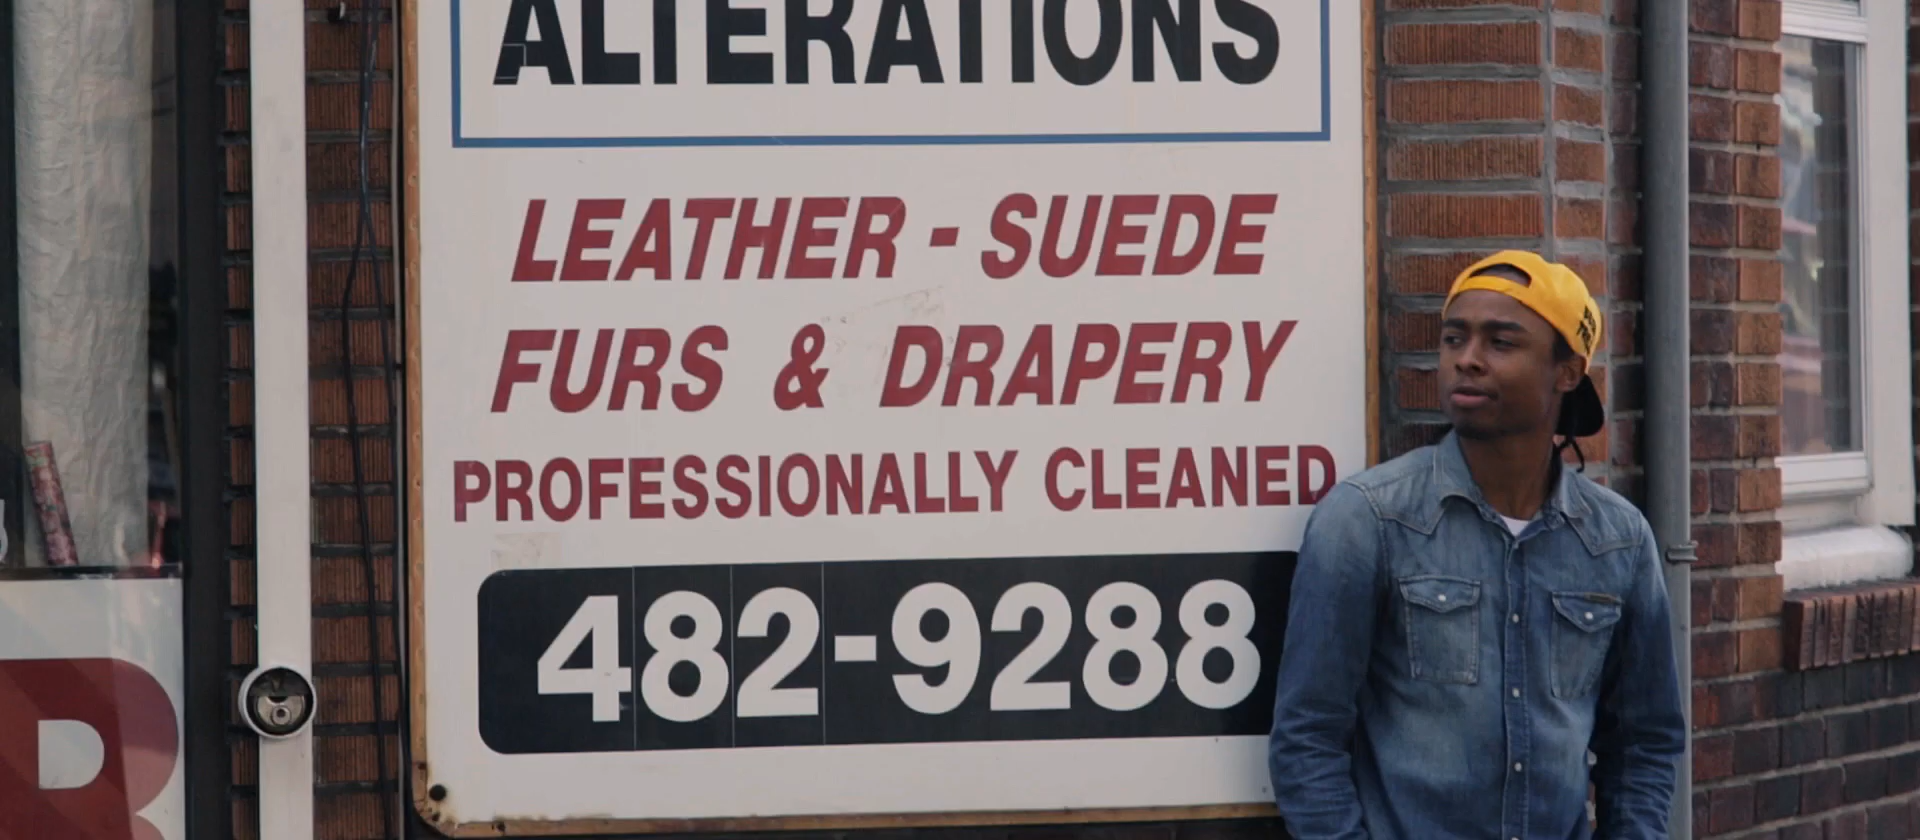 ALTERATIONS
LEATHER - SUEDE
FURS & DRAPERY
PROFESSIONALLY CLEANED
482-9288
R